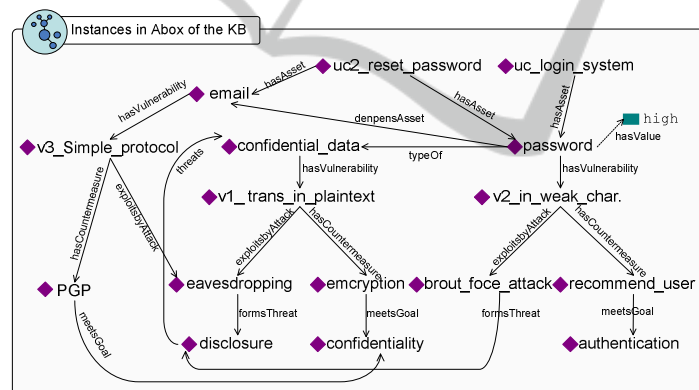 Instances in Abox of the KB
uc2_reset_password
uc_login_system
hasAsset
email
hasAsset
hasAsset
high
hasValue
hasVulnerability
denpensAsset
v3_Simple_protocol
threats
confidential_data
typeOf
password
hasVulnerability
hasVulnerability
hasCountermeasure
exploitsbyAttack
v1_trans_in_plaintext
v2_in_weak_char.
exploitsbyAttack
hasCountermeasure
exploitsbyAttack
hasCountermeasure
PGP
eavesdropping
emcryption
brout_foce_attack
recommend_user
meetsGoal
formsThreat
meetsGoal
formsThreat
meetsGoal
disclosure
confidentiality
authentication